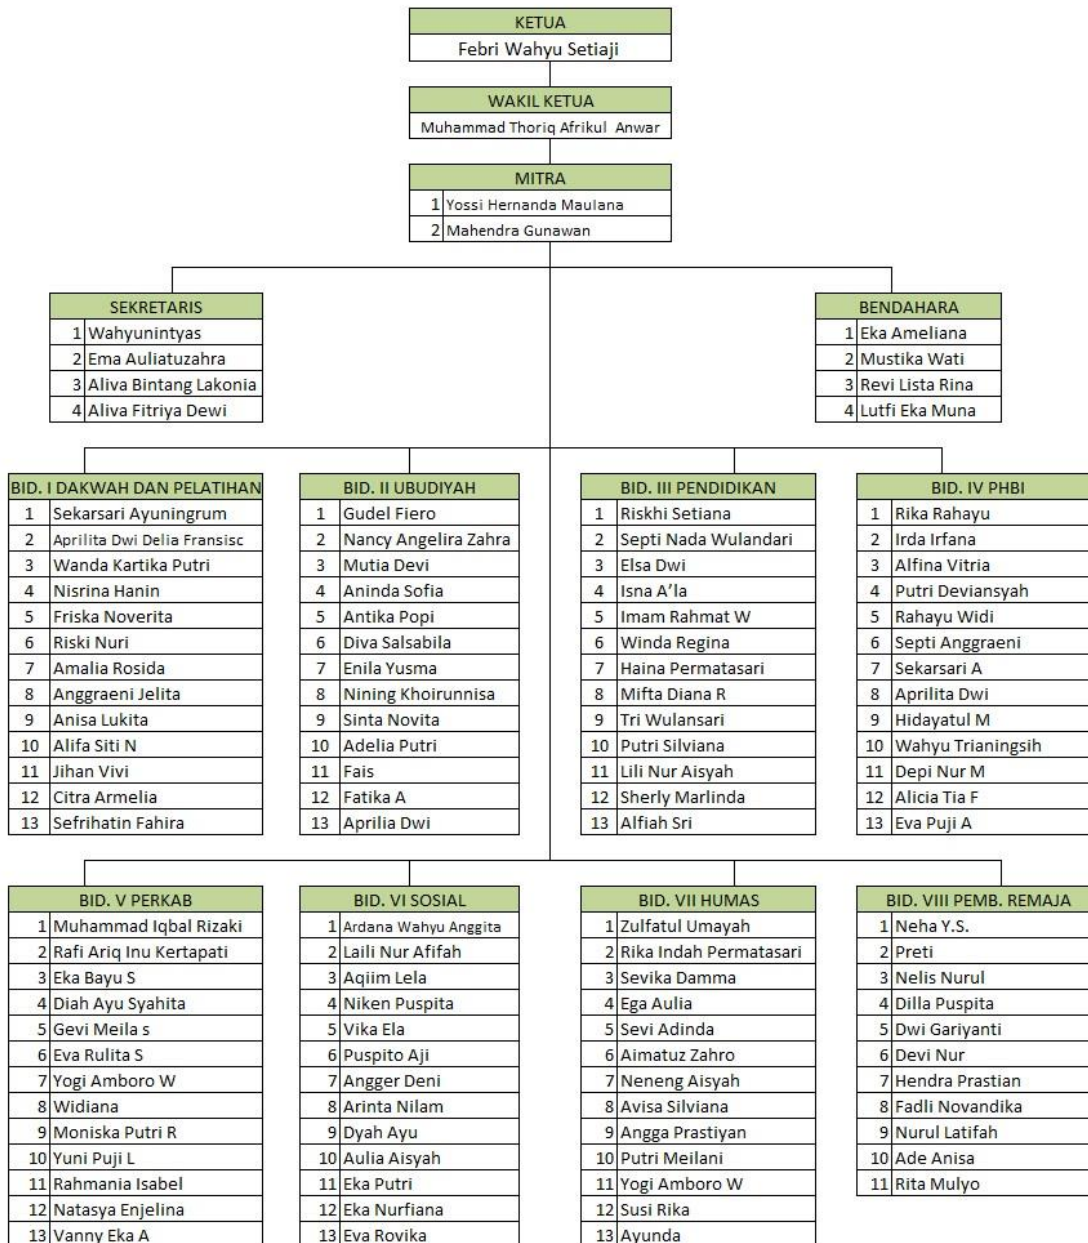 KETUA
Febri Wahyu Setiaji
WAKIL KETUA
Muhammad Thoriq Afrikul Anwar
MITRA
1 Yossi Hernanda Maulana
2 Mahendra Gunawan
SEKRETARIS
1 Wahyunintyas
2 Ema Auliatuzahra
3 Aliva Bintang Lakonia
4 Aliva Fitriya Dewi
BENDAHARA
1 Eka Ameliana
2 Mustika Wati
3 Revi Lista Rina
4 Lutfi Eka Muna
BID. I DAKWAH DAN PELATIHAN
1 Sekarsari Ayuningrum
2 Aprilita Dwi Delia Fransisc
3 Wanda Kartika Putri
4 Nisrina Hanin
5 Friska Noverita
6 Riski Nuri
7 Amalia Rosida
8 Anggraeni Jelita
9 Anisa Lukita
10 Alifa Siti N
11 Jihan Vivi
12 Citra Armelia
13 Sefrihatin Fahira
BID. II UBUDIYAH
1 Gudel Fiero
2 Nancy Angelira Zahra
3 Mutia Devi
4 Aninda Sofia
5 Antika Popi
6 Diva Salsabila
7 Enila Yusma
8 Nining Khoirunnisa
9 Sinta Novita
10 Adelia Putri
11 Fais
12 Fatika A
13 Aprilia Dwi
BID. III PENDIDIKAN
1 Riskhi Setiana
2 Septi Nada Wulandari
3 Elsa Dwi
4 Isna A’la
5 Imam Rahmat W
6 Winda Regina
7 Haina Permatasari
8 Mifta Diana R
9 Tri Wulansari
10 Putri Silviana
11 Lili Nur Aisyah
12 Sherly Marlinda
13 Alfiah Sri
BID. IV PHBI
1 Rika Rahayu
2 Irda Irfana
3 Alfina Vitria
4 Putri Deviansyah
5 Rahayu Widi
6 Septi Anggraeni
7 Sekarsari A
8 Aprilita Dwi
9 Hidayatul M
10 Wahyu Trianingsih
11 Depi Nur M
12 Alicia Tia F
13 Eva Puji A
BID. V PERKAB
1 Muhammad Iqbal Rizaki
2 Rafi Ariq Inu Kertapati
3 Eka Bayu S
4 Diah Ayu Syahita
5 Gevi Meila s
6 Eva Rulita S
7 Yogi Amboro W
8 Widiana
9 Moniska Putri R
10 Yuni Puji L
11 Rahmania Isabel
12 Natasya Enjelina
13 Vanny Eka A
BID. VI SOSIAL
1 Ardana Wahyu Anggita
2 Laili Nur Afifah
3 Aqiim Lela
4 Niken Puspita
5 Vika Ela
6 Puspito Aji
7 Angger Deni
8 Arinta Nilam
9 Dyah Ayu
10 Aulia Aisyah
11 Eka Putri
12 Eka Nurfiana
13 Eva Rovika
BID. VII HUMAS
1 Zulfatul Umayah
2 Rika Indah Permatasari
3 Sevika Damma
4 Ega Aulia
5 Sevi Adinda
6 Aimatuz Zahro
7 Neneng Aisyah
8 Avisa Silviana
9 Angga Prastiyan
10 Putri Meilani
11 Yogi Amboro W
12 Susi Rika
13 Ayunda
BID. VIII PEMB. REMAJA
1 Neha Y.S.
2 Preti
3 Nelis Nurul
4 Dilla Puspita
5 Dwi Gariyanti
6 Devi Nur
7 Hendra Prastian
8 Fadli Novandika
9 Nurul Latifah
10 Ade Anisa
11 Rita Mulyo